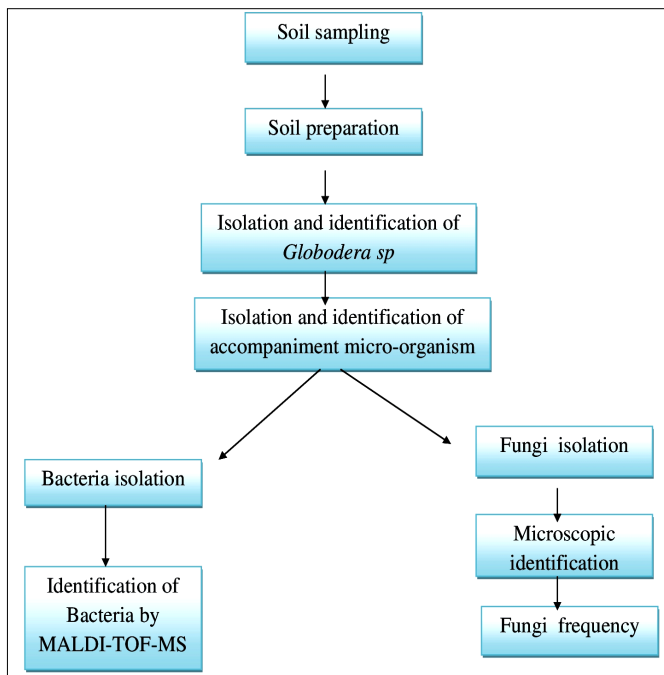 Soil sampling
Soil preparation
Isolation and identification of
Globodera sp
Isolation and identification of
accompaniment micro-organism
Bacteria isolation
Identification of
Bacteria by
MALDI-TOF-MS
Fungi isolation
Microscopic
identification
Fungi frequency